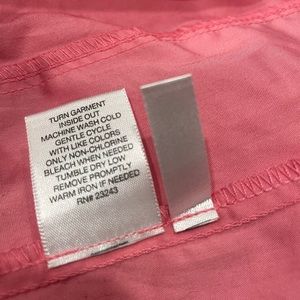 TURN GARMENT
INSIDE OUT
MACHINE WASH COLD
GENTLE CYCLE
WITH LIKE COLORS
ONLY NON-CHLORINE
BLEACH WHEN NEEDED
TUMBLE DRY LOW
REMOVE PROMPTLY
WARM IRON IF NEEDED
RN# 23243